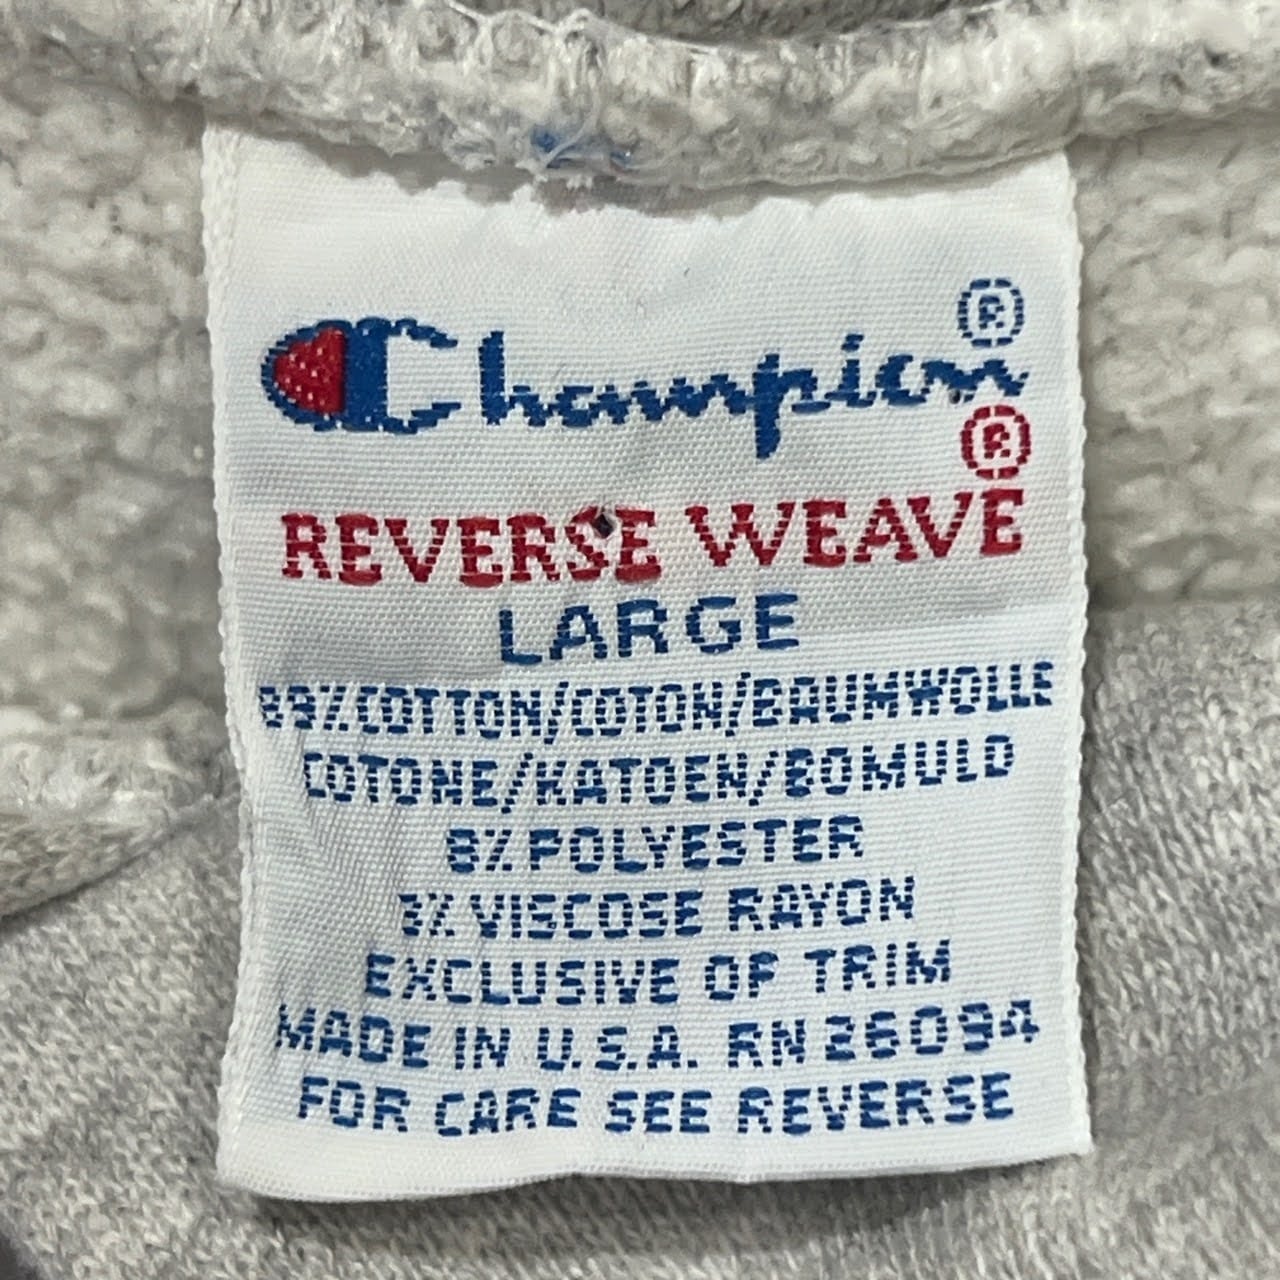 Champion®
®
REVERSE WEAVE
LARGE
89% COTTON/COTON/BAUMWOLLE
COTONE/KATOEN/BOMULD
8% POLYESTER
3% VISCOSE RAYON
EXCLUSIVE OF TRIM
MADE IN U.S.A. RN 26094
FOR CARE SEE REVERSE